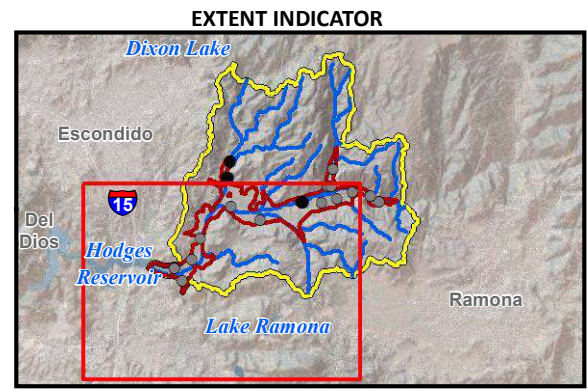 EXTENT INDICATOR
Dixon Lake
Escondido
15
Del
Dios
Hodges
Reservoir
Ramona
Lake Ramona